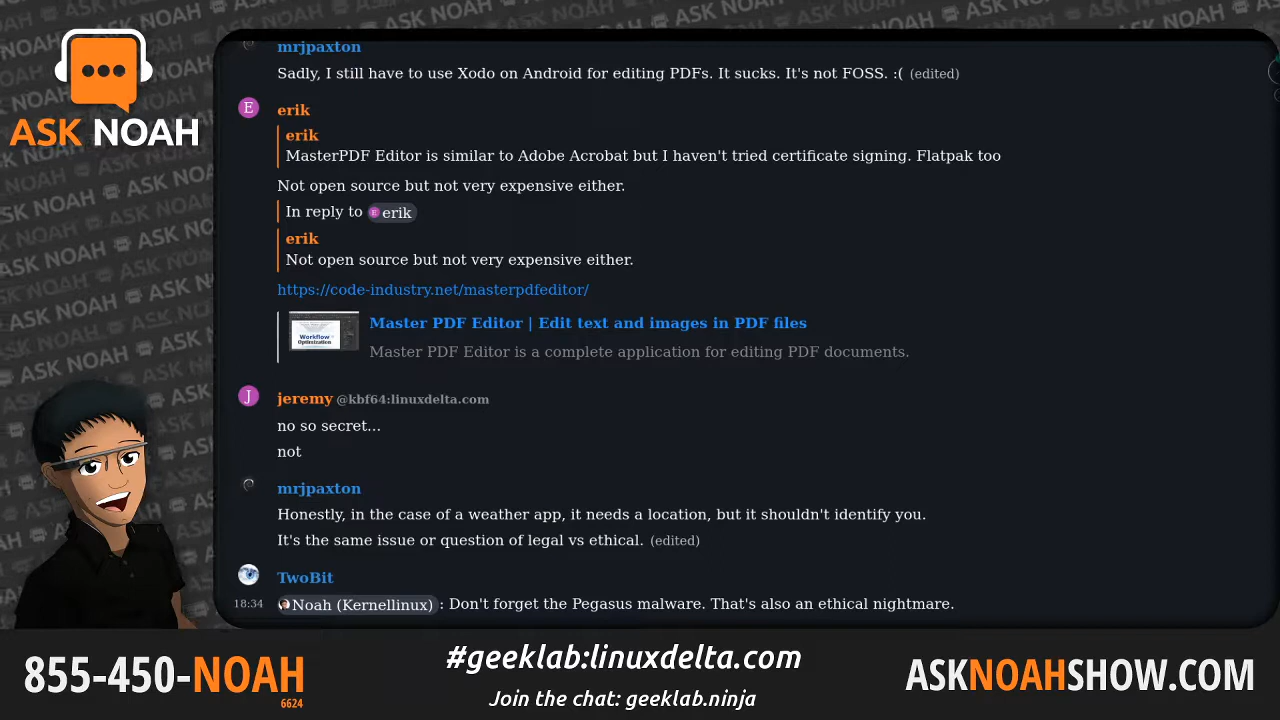 mrjpaxton
Sadly, I still have to use Xodo on Android for editing PDFs. It sucks. It's not FOSS. :( (edited)
ASK NOAH
E
erik
erik
MasterPDF Editor is similar to Adobe Acrobat but I haven't tried certificate signing. Flatpak too
Not open source but not very expensive either.
In reply to E erik
erik
Not open source but not very expensive either.
https://code-industry.net/masterpdfeditor/
Workflow
Optimization
Master PDF Editor | Edit text and images in PDF files
Master PDF Editor is a complete application for editing PDF documents.
J
jeremy @kbf64:linuxdelta.com
no so secret...
not
mrjpaxton
Honestly, in the case of a weather app, it needs a location, but it shouldn't identify you.
It's the same issue or question of legal vs ethical. (edited)
TwoBit
18:34 Noah (Kernellinux) : Don't forget the Pegasus malware. That's also an ethical nightmare.
855-450-NOAH
6624
#geeklab:linuxdelta.com
Join the chat: geeklab.ninja
ASKNOAHSHOW.COM